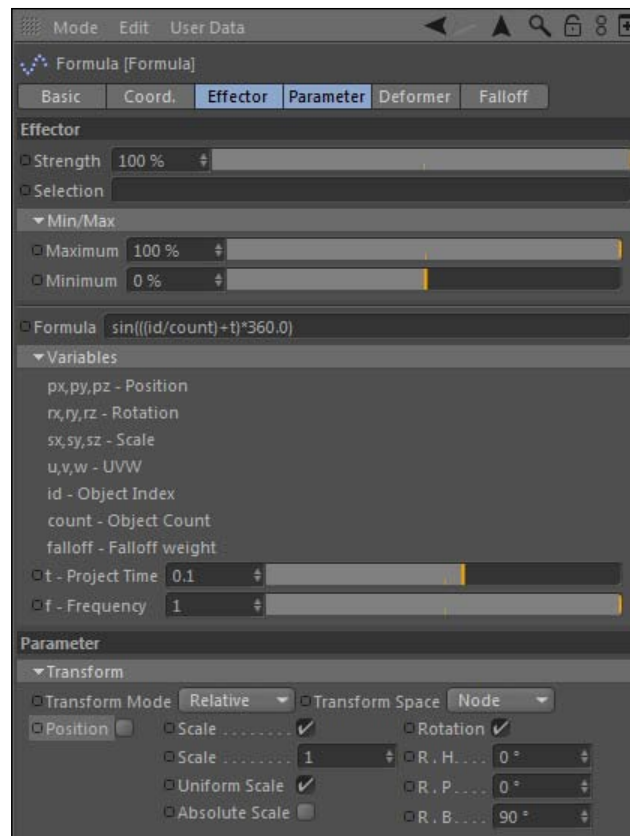 Mode Edit User Data
Formula [Formula]
Basic Coord. Effector Parameter Deformer Falloff
Effector
Strength 100 %
Selection
Min/Max
Maximum 100 %
Minimum 0 %
Formula sin(((id/count)+t)*360.0)
Variables
px,py,pz - Position
rx,ry,rz - Rotation
sx,sy,sz - Scale
u,v,w - UVW
id - Object Index
count - Object Count
falloff - Falloff weight
t - Project Time 0.1
f - Frequency 1
Parameter
Transform
Transform Mode Relative Transform Space Node
Position Scale . . . . . . . . Rotation
Scale . . . . . . . . 1 R . H. . . . 0 °
Uniform Scale R . P. . . . 0 °
Absolute Scale R . B. . . . 90 °